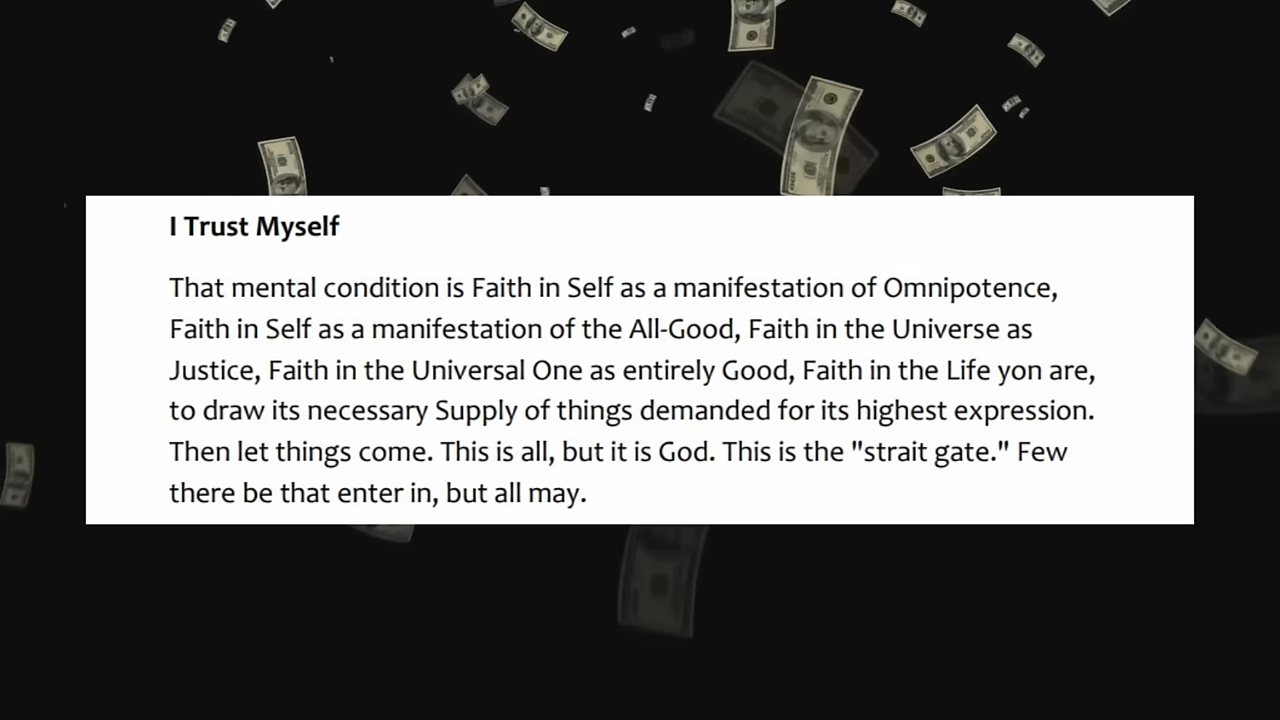 I Trust Myself
That mental condition is Faith in Self as a manifestation of Omnipotence,
Faith in Self as a manifestation of the All-Good, Faith in the Universe as
Justice, Faith in the Universal One as entirely Good, Faith in the Life yon are,
to draw its necessary Supply of things demanded for its highest expression.
Then let things come. This is all, but it is God. This is the "strait gate." Few
there be that enter in, but all may.